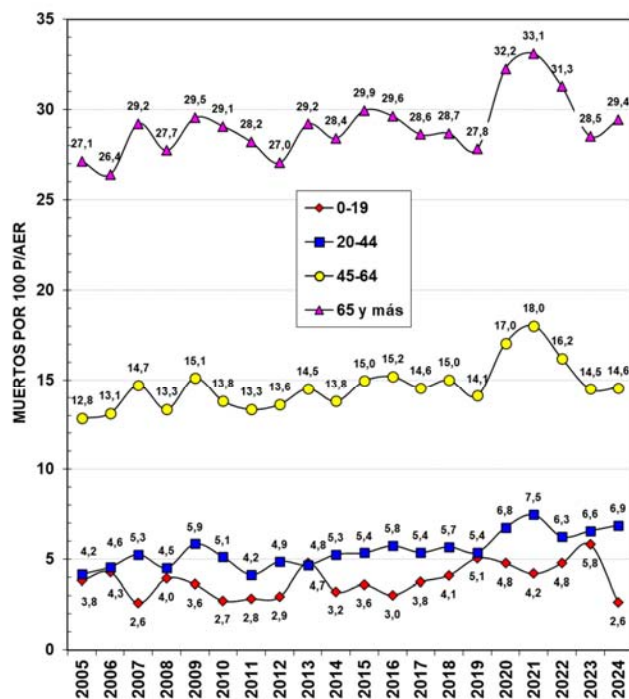 MUERTOS POR 100 P/AER
35
30
25
20
15
10
5
0
27,1 26,4 29,2 27,7 29,5 29,1 28,2 27,0 29,2 28,4 29,9 29,6 28,6 28,7 27,8 32,2 33,1 31,3 28,5 29,4
0-19
20-44
45-64
65 y más
12,8 13,1 14,7 13,3 15,1 13,8 13,3 13,6 14,5 13,8 15,0 15,2 14,6 15,0 14,1 17,0 18,0 16,2 14,5 14,6
4,2 4,6 5,3 4,5 5,9 5,1 4,2 4,9 4,8 5,3 5,4 5,8 5,4 5,7 5,4 6,8 7,5 6,3 6,6 6,9
3,8 4,3 2,6 4,0 3,6 2,7 2,8 2,9 4,7 3,2 3,6 3,0 3,8 4,1 5,1 4,8 4,2 4,8 5,8 2,6
2005 2006 2007 2008 2009 2010 2011 2012 2013 2014 2015 2016 2017 2018 2019 2020 2021 2022 2023 2024